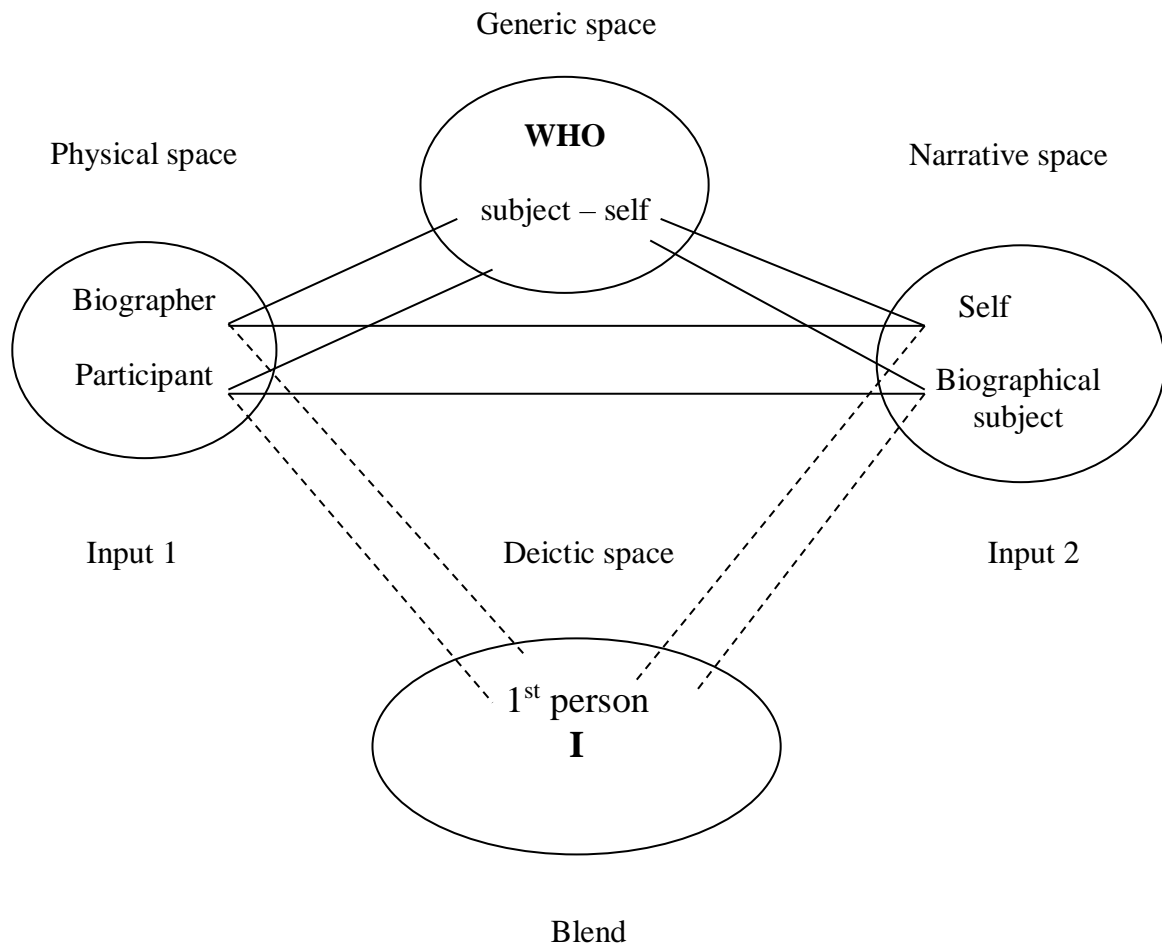 Generic space
WHO
Physical space
Narrative space
subject – self
Biographer
Self
Participant
Biographical
subject
Input 1
Deictic space
Input 2
1st person
I
Blend